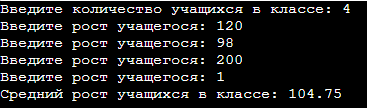 Введите количество учащихся в классе: 4
Введите рост учащегося: 120
Введите рост учащегося: 98
Введите рост учащегося: 200
Введите рост учащегося: 1
Средний рост учащихся в классе: 104.75